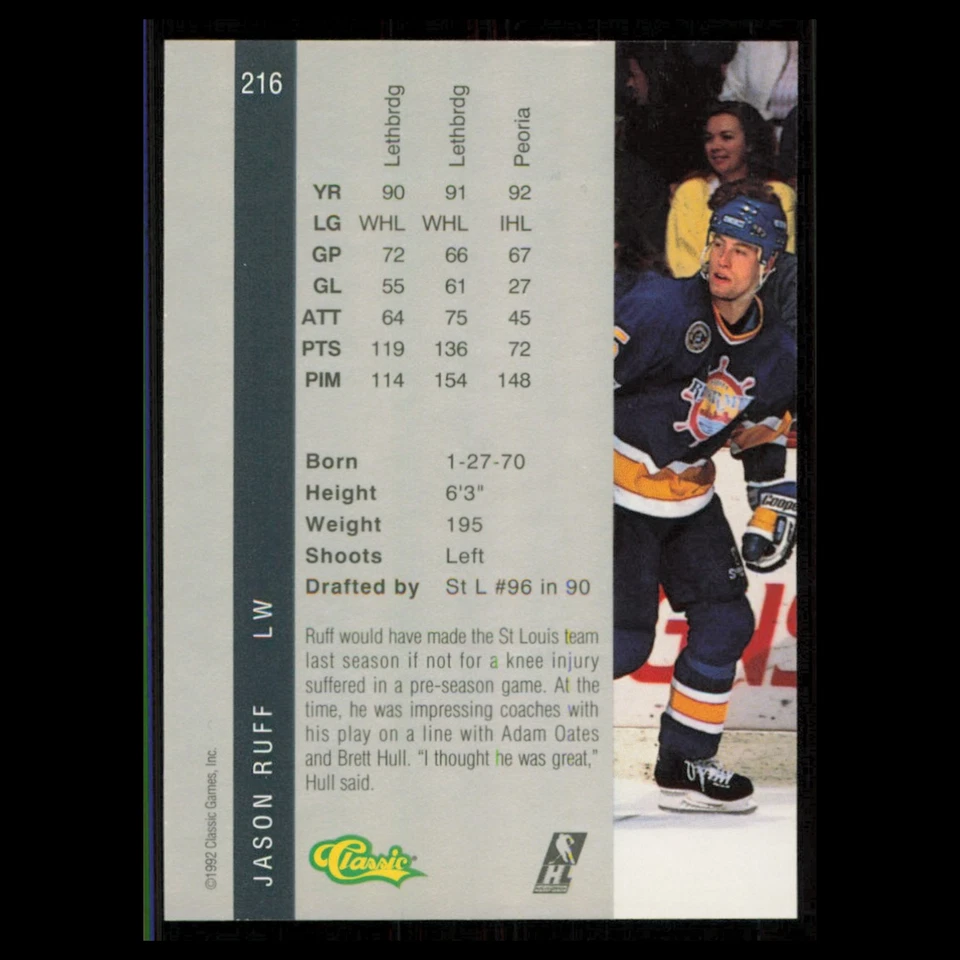 216
Lethbrdg Lethbrdg Peoria
YR 90 91 92
LG WHL WHL IHL
GP 72 66 67
GL 55 61 27
ATT 64 75 45
PTS 119 136 72
PIM 114 154 148
Born 1-27-70
Height 6'3"
Weight 195
Shoots Left
Drafted by St L #96 in 90
Ruff would have made the St Louis team
last season if not for a knee injury
suffered in a pre-season game. At the
time, he was impressing coaches with
his play on a line with Adam Oates
and Brett Hull. “I thought he was great,”
Hull said.
JASON RUFF LW
©1992 Classic Games, Inc.
Classic
Cooper